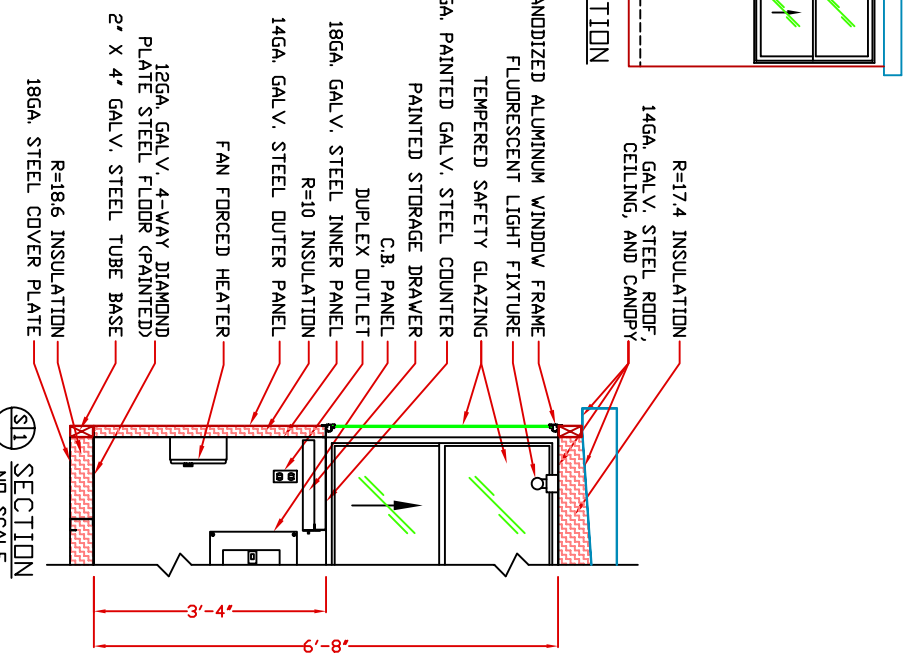 SECTION
R=17.4 INSULATION
14GA. GALV. STEEL ROOF,
CEILING, AND CANOPY
ANODIZED ALUMINUM WINDOW FRAME
FLUORESCENT LIGHT FIXTURE
TEMPERED SAFETY GLAZING
GA. PAINTED GALV. STEEL COUNTER
PAINTED STORAGE DRAWER
C.B. PANEL
DUPLEX OUTLET
18GA. GALV. STEEL INNER PANEL
R=10 INSULATION
14GA. GALV. STEEL OUTER PANEL
FAN FORCED HEATER
12GA. GALV. 4-WAY DIAMOND
PLATE STEEL FLOOR (PAINTED)
2" X 4" GALV. STEEL TUBE BASE
R=18.6 INSULATION
18GA. STEEL COVER PLATE
3'-4"
6'-8"
S1
SECTION
NO SCALE